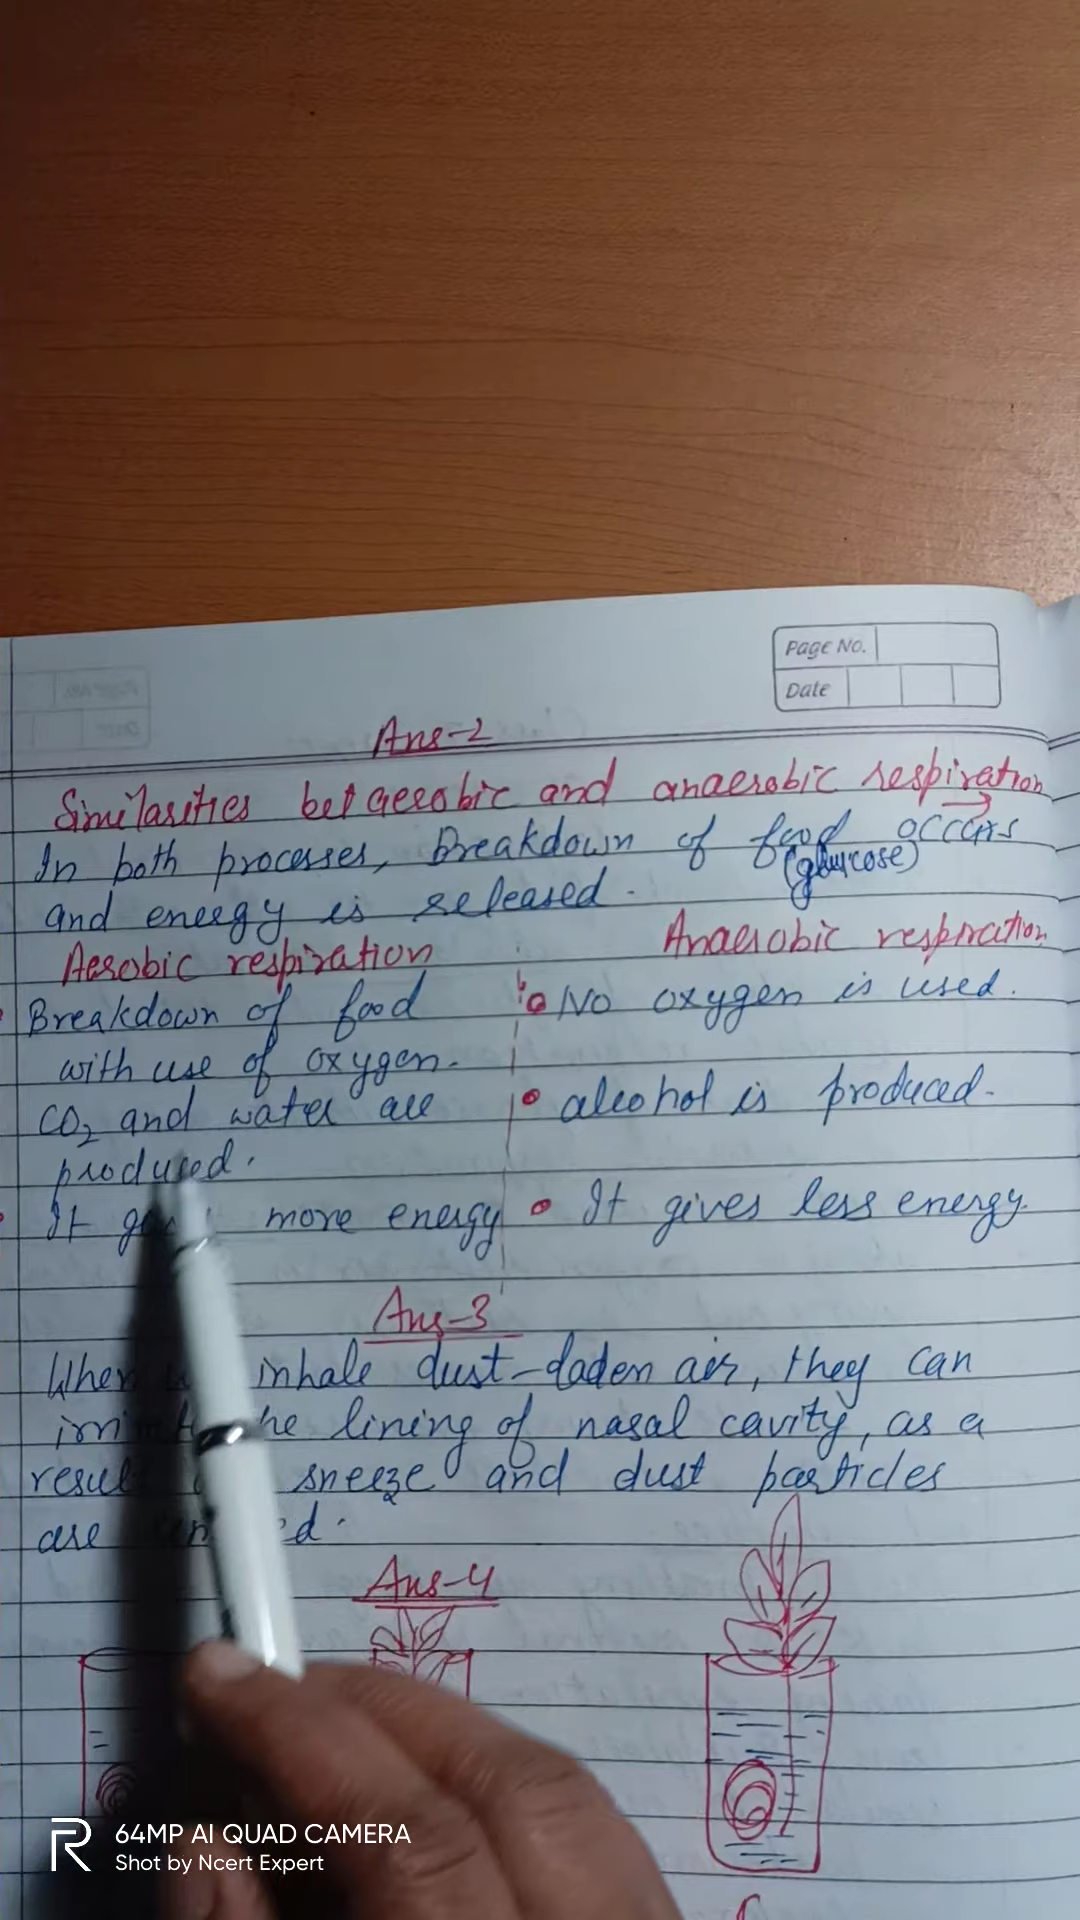 Page No.
Date
Ans-2
Similarities bet aerobic and anaerobic respiration
In both processes, Breakdown of food occurs
(glucose)
and energy is released.
Aerobic respiration
Anaerobic respiration
Breakdown of food
• No oxygen is used.
with use of oxygen.
CO₂ and water are
• alcohol is produced.
produced.
It more energy
• It gives less energy.
Ans-3
When inhale dust-laden air, they can
the lining of nasal cavity, as a
sneeze and dust particles
are
Ans-4
R
64MP AI QUAD CAMERA
Shot by Ncert Expert